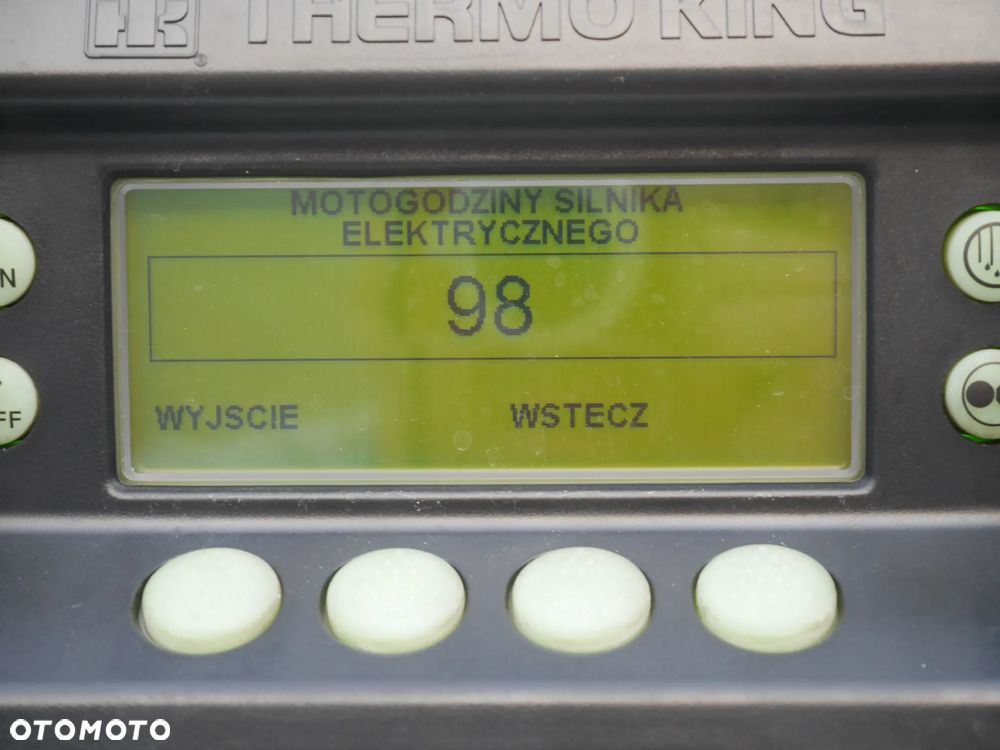 THERMO KING
MOTOGODZINY SILNIKA
ELEKTRYCZNEGO
98
WYJSCIE WSTECZ
OTOMOTO